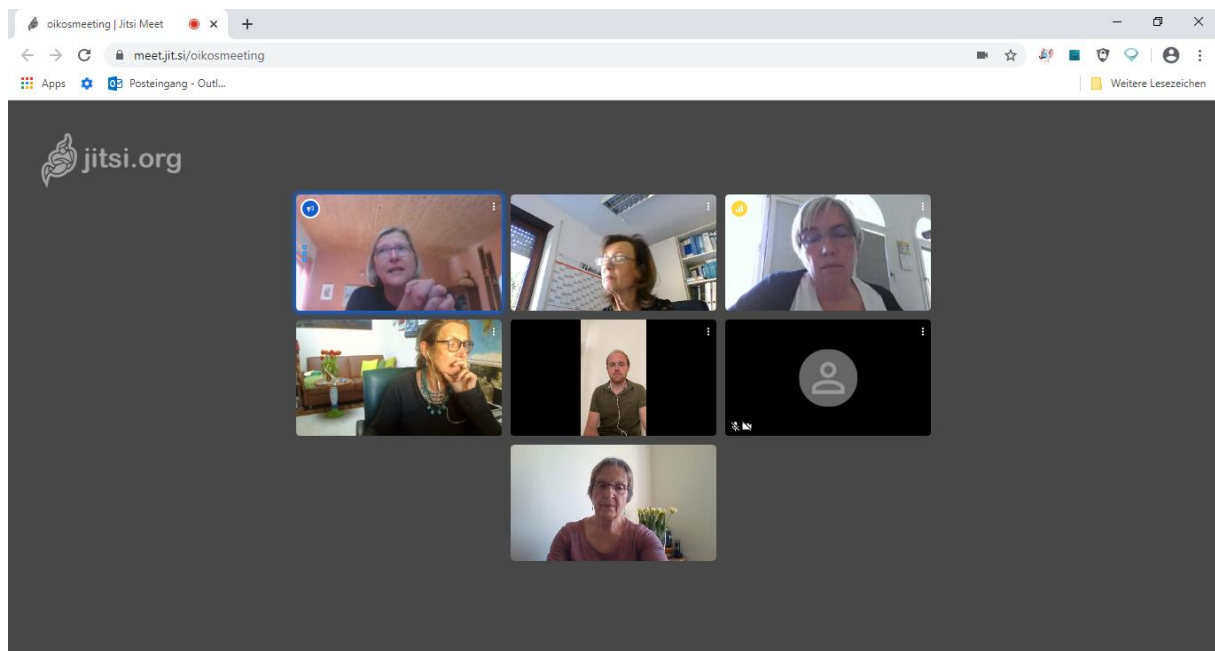 oikosmeeting | Jitsi Meet
meet.jit.si/oikosmeeting
Apps Posteingang - Outl... Weitere Lesezeichen
jitsi.org